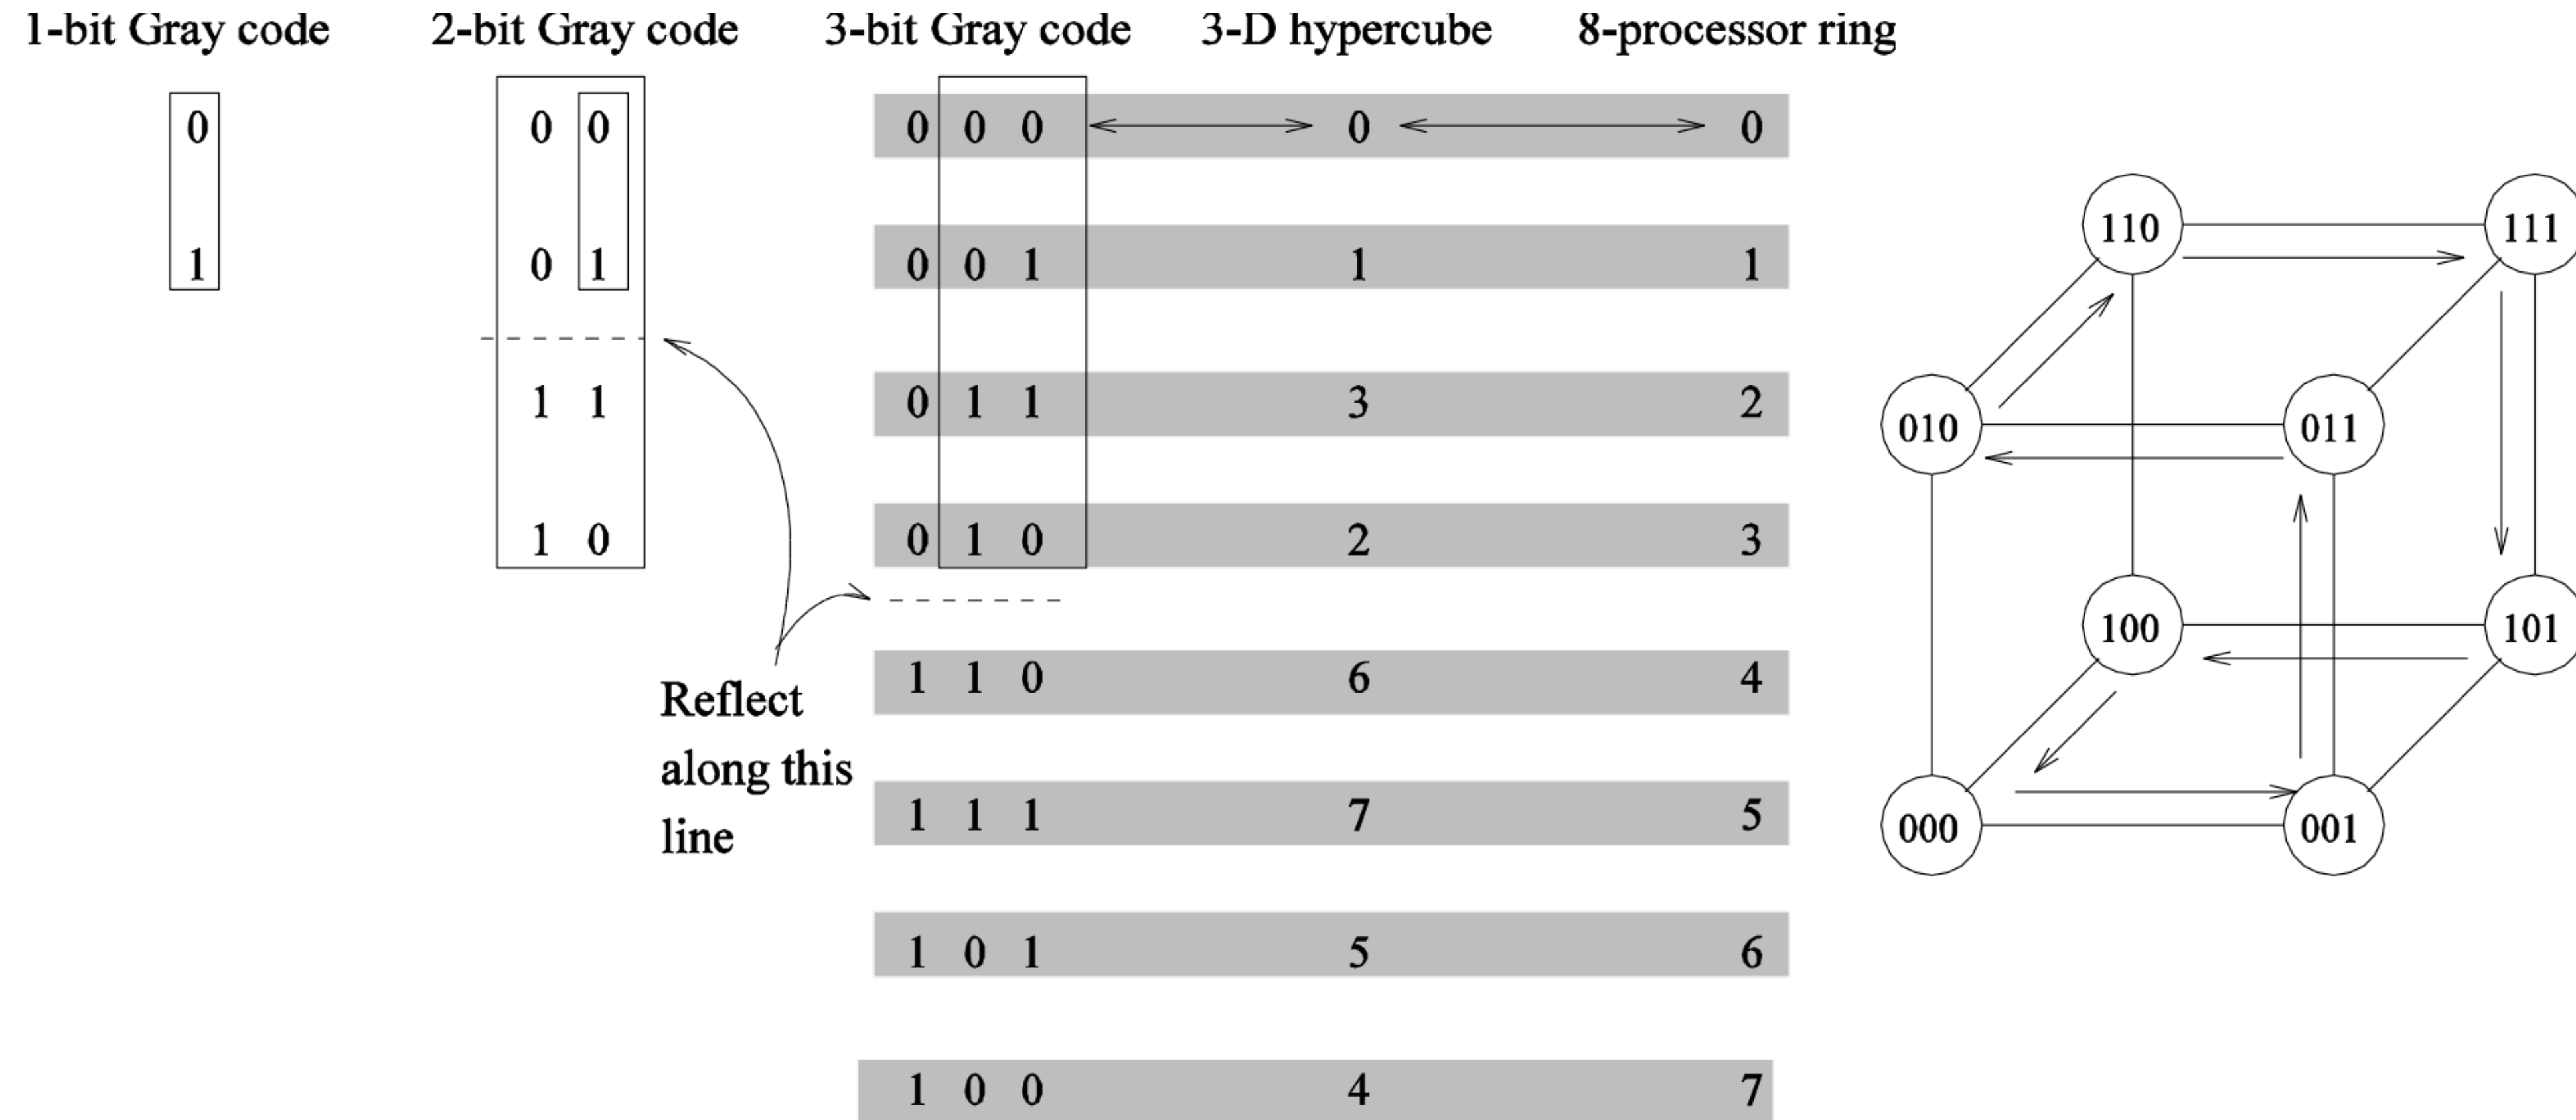 1-bit Gray code 2-bit Gray code 3-bit Gray code 3-D hypercube 8-processor ring
0 0 0 0 0 0 0 0
1 0 1 0 0 1 1 1
1 1 0 1 1 3 2
1 0 0 1 0 2 3
1 1 0 6 4
1 1 1 7 5
1 0 1 5 6
1 0 0 4 7
Reflect
along this
line
110 111
010 011
100 101
000 001